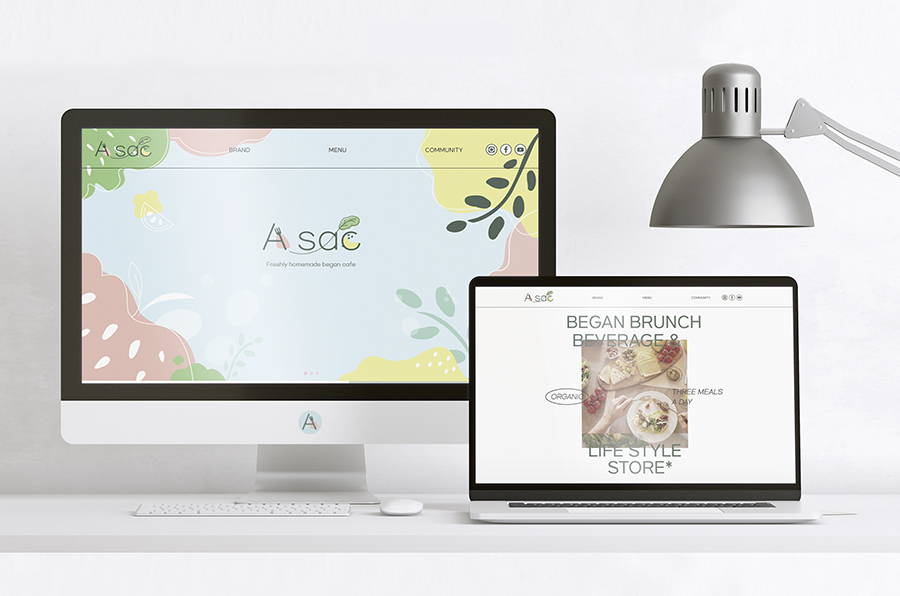 A sac
BRAND
MENU
COMMUNITY
A sac
Freshly homemade began cafe
A
A sac
BRAND
MENU
COMMUNITY
BEGAN BRUNCH
BEVERAGE &
ORGANIC
THREE MEALS
A DAY
LIFE STYLE
STORE*